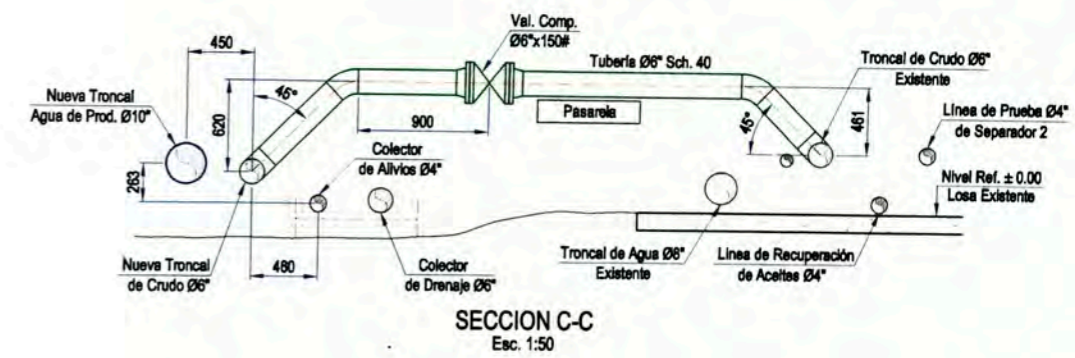 Val. Comp.
Ø6"x150#
450
Tubería Ø6" Sch. 40
Troncal de Crudo Ø6"
Existente
Nueva Troncal
Agua de Prod. Ø10"
45°
620
900
Pasarela
45°
461
Línea de Prueba Ø4"
de Separador 2
263
Colector
de Alivios Ø4"
Nivel Ref. ± 0.00
Losa Existente
Nueva Troncal
de Crudo Ø6"
480
Colector
de Drenaje Ø6"
Troncal de Agua Ø8"
Existente
Línea de Recuperación
de Aceites Ø4"
SECCION C-C
Esc. 1:50